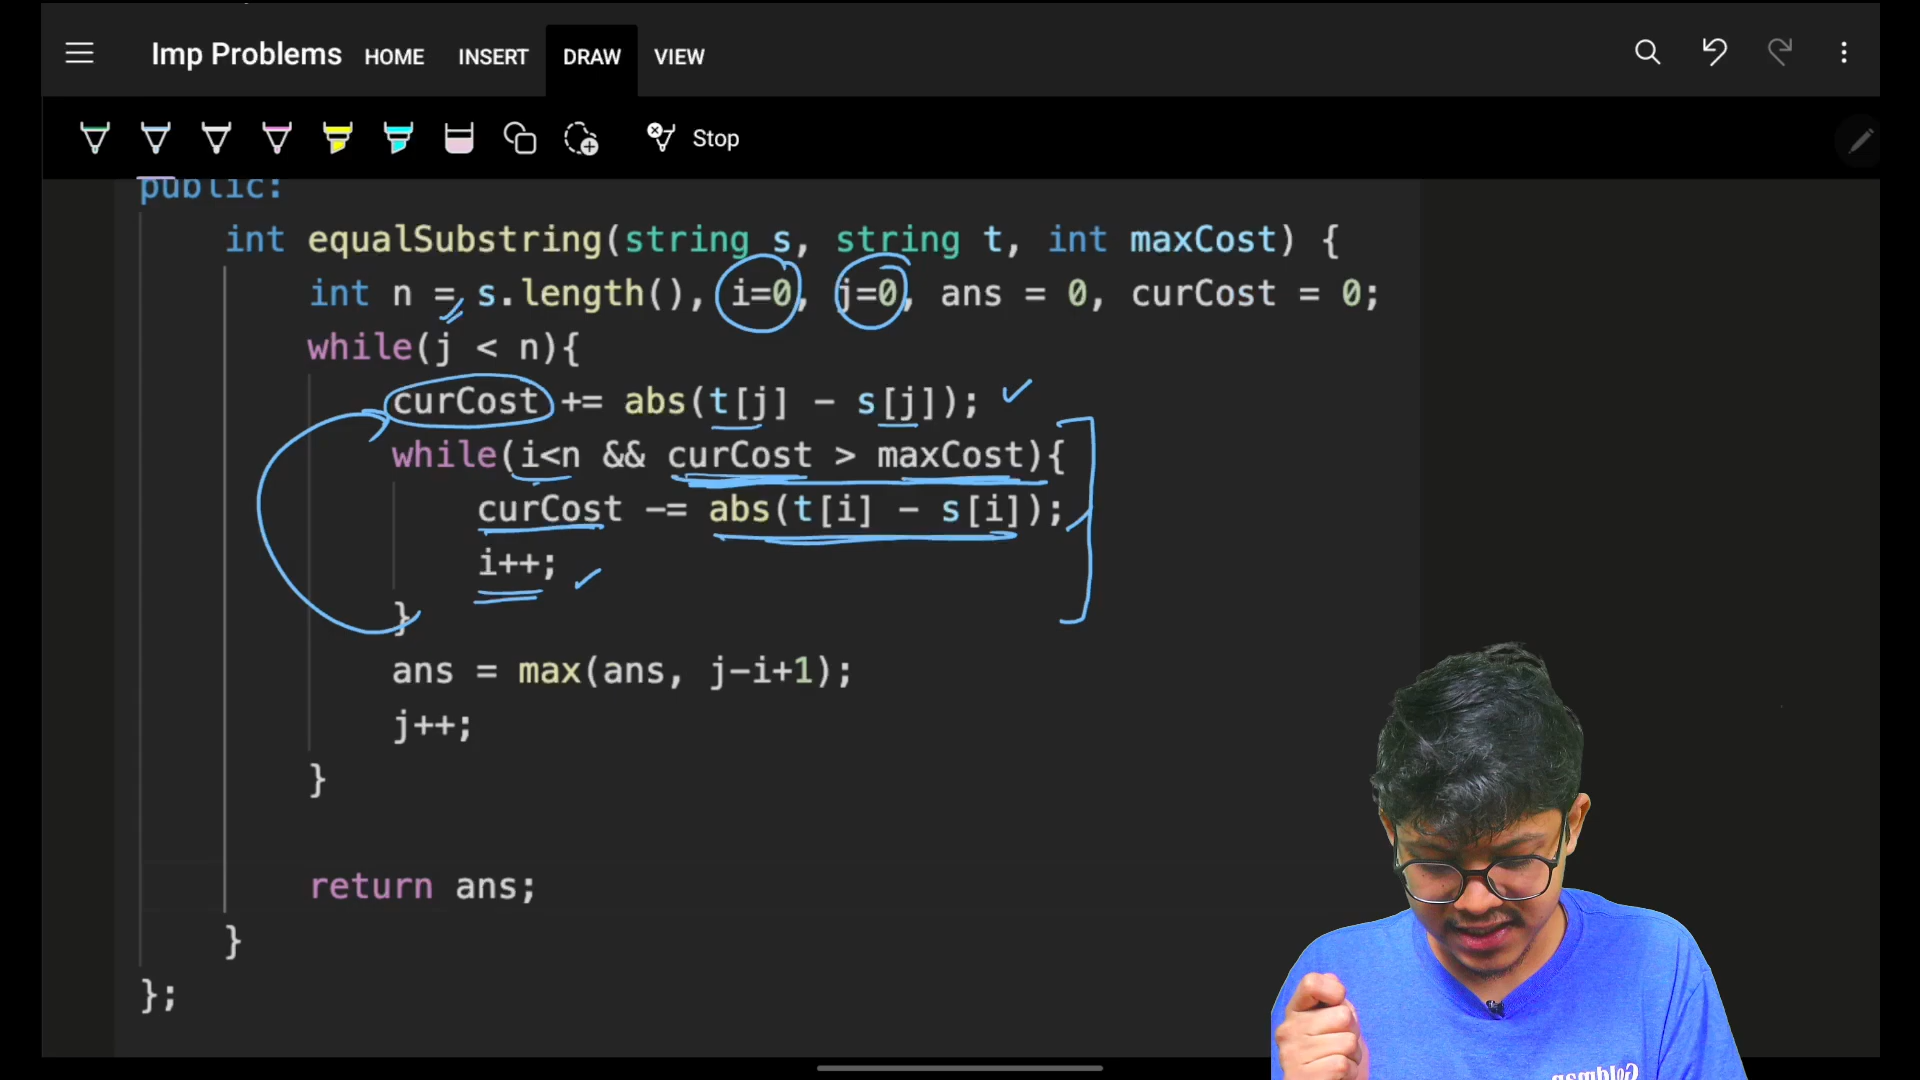 Imp Problems HOME INSERT DRAW VIEW
Stop
public:
int equalSubstring(string s, string t, int maxCost) {
int n = s.length(), i=0, j=0, ans = 0, curCost = 0;
while(j < n){
curCost += abs(t[j] - s[j]);
while(i<n && curCost > maxCost){
curCost -= abs(t[i] - s[i]);
i++;
}
ans = max(ans, j-i+1);
j++;
}
return ans;
}
};